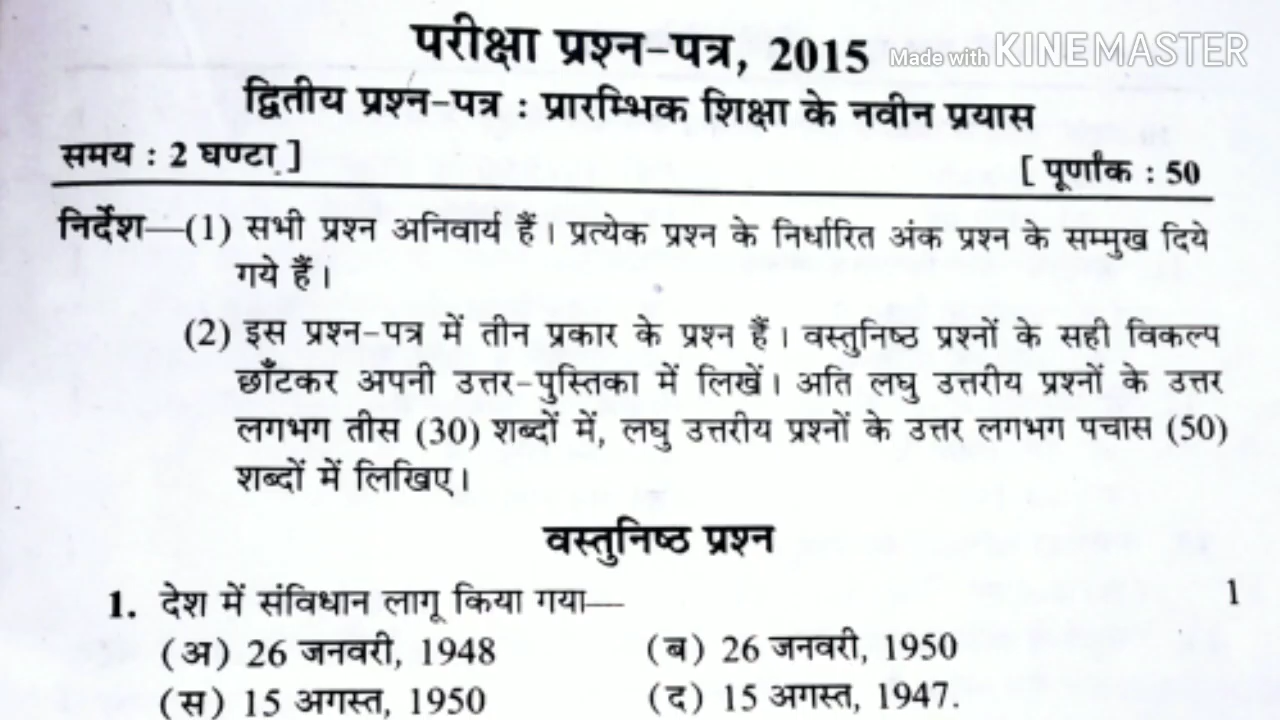 परीक्षा प्रश्न-पत्र, 2015
Made with KINEMASTER
द्वितीय प्रश्न-पत्र : प्रारम्भिक शिक्षा के नवीन प्रयास
समय : 2 घण्टा ] [ पूर्णांक : 50
निर्देश—(1) सभी प्रश्न अनिवार्य हैं। प्रत्येक प्रश्न के निर्धारित अंक प्रश्न के सम्मुख दिये
गये हैं।
(2) इस प्रश्न-पत्र में तीन प्रकार के प्रश्न हैं। वस्तुनिष्ठ प्रश्नों के सही विकल्प
छाँटकर अपनी उत्तर-पुस्तिका में लिखें। अति लघु उत्तरीय प्रश्नों के उत्तर
लगभग तीस (30) शब्दों में, लघु उत्तरीय प्रश्नों के उत्तर लगभग पचास (50)
शब्दों में लिखिए।
वस्तुनिष्ठ प्रश्न
1. देश में संविधान लागू किया गया— 1
(अ) 26 जनवरी, 1948 (ब) 26 जनवरी, 1950
(स) 15 अगस्त, 1950 (द) 15 अगस्त, 1947.